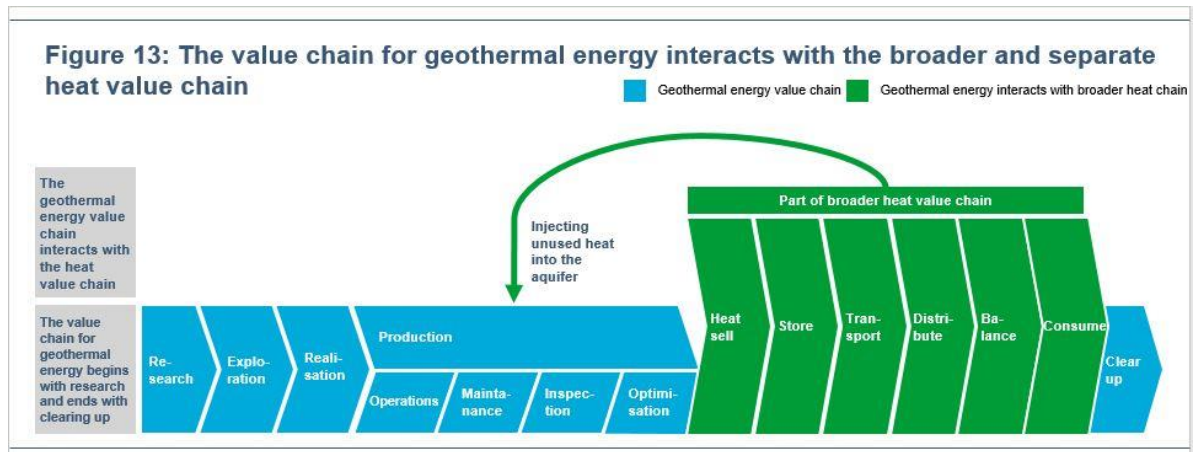 Figure 13: The value chain for geothermal energy interacts with the broader and separate
heat value chain
Geothermal energy value chain
Geothermal energy interacts with broader heat chain
The
geothermal
energy value
chain
interacts with
the heat
value chain
Injecting
unused heat
into the
aquifer
Part of broader heat value chain
The value
chain for
geothermal
energy begins
with research
and ends with
clearing up
Re-
search
Explo-
ration
Reali-
sation
Production
Operations
Mainta-
nance
Inspec-
tion
Optimi-
sation
Heat
sell
Store
Tran-
sport
Distri-
bute
Ba-
lance
Consume
Clear
up